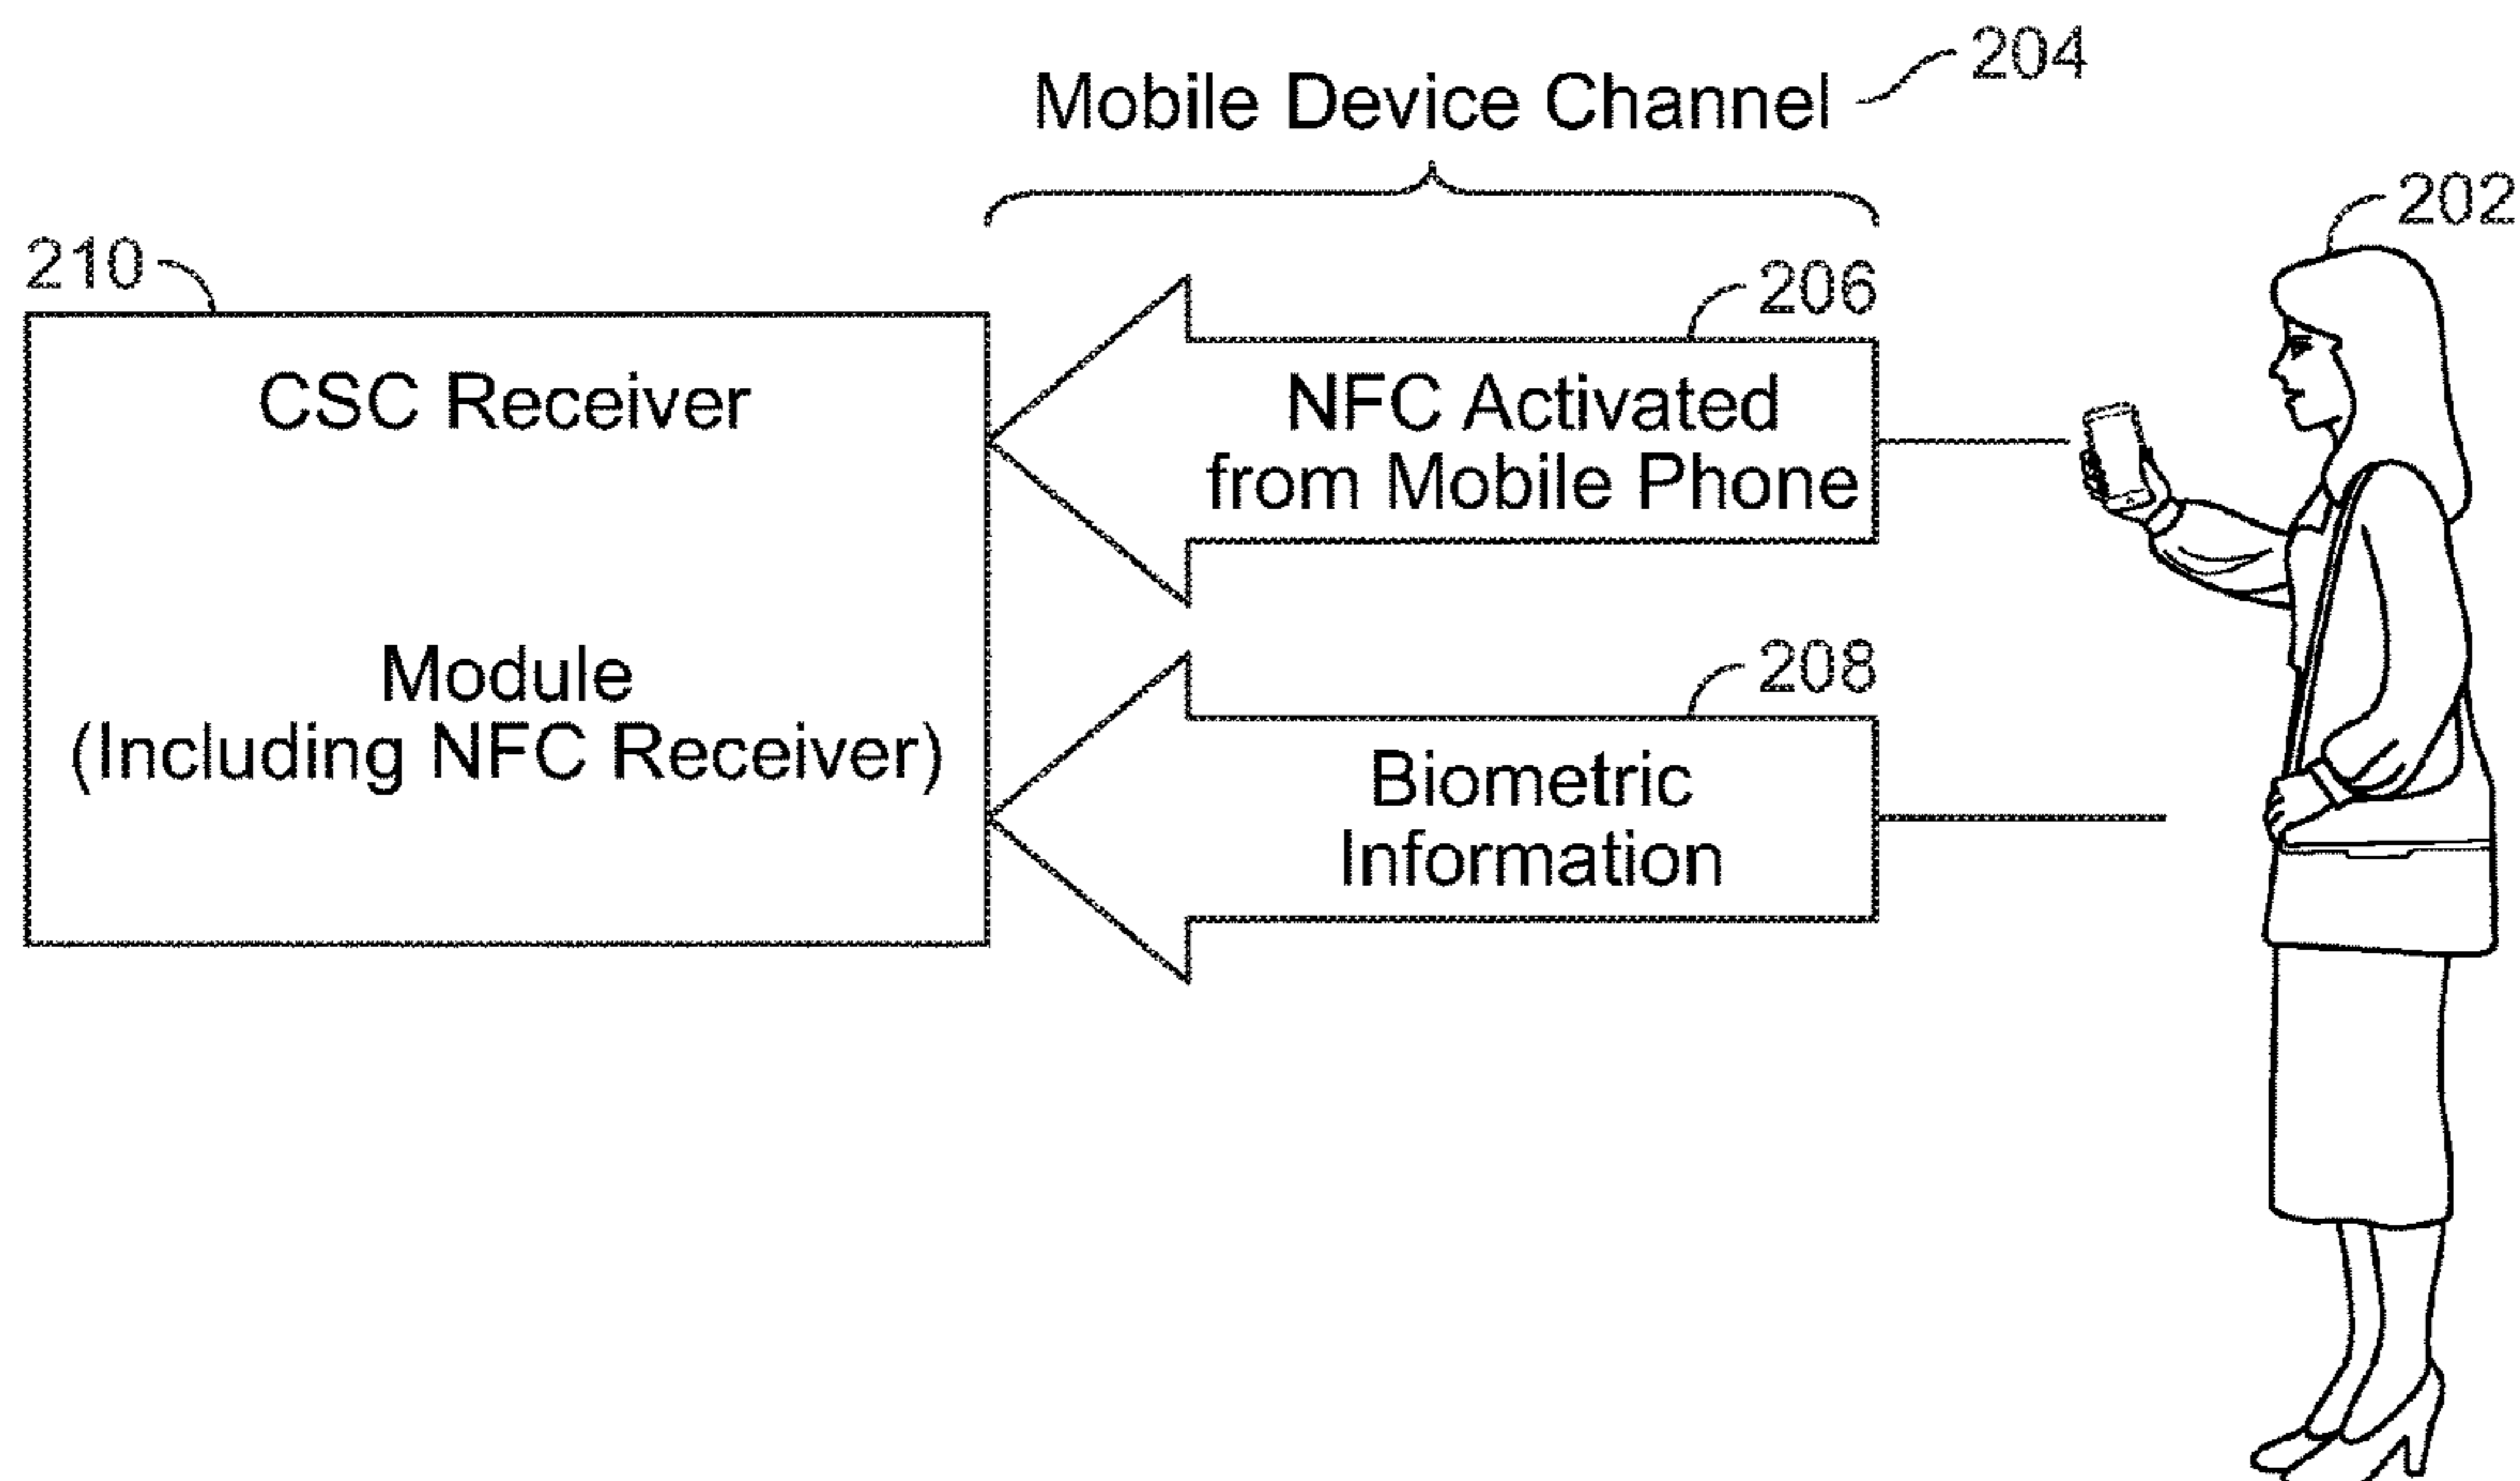 204
Mobile Device Channel
202
210
206
CSC Receiver
NFC Activated
from Mobile Phone
Module
(Including NFC Receiver)
208
Biometric
Information